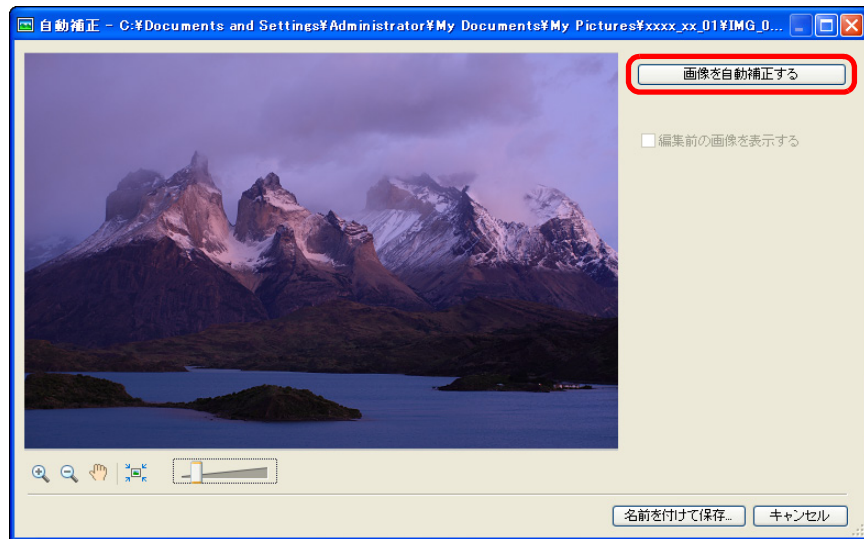 自動補正 - C:¥Documents and Settings¥Administrator¥My Documents¥My Pictures¥xxxx_xx_01¥IMG_0...
画像を自動補正する
編集前の画像を表示する
名前を付けて保存...
キャンセル